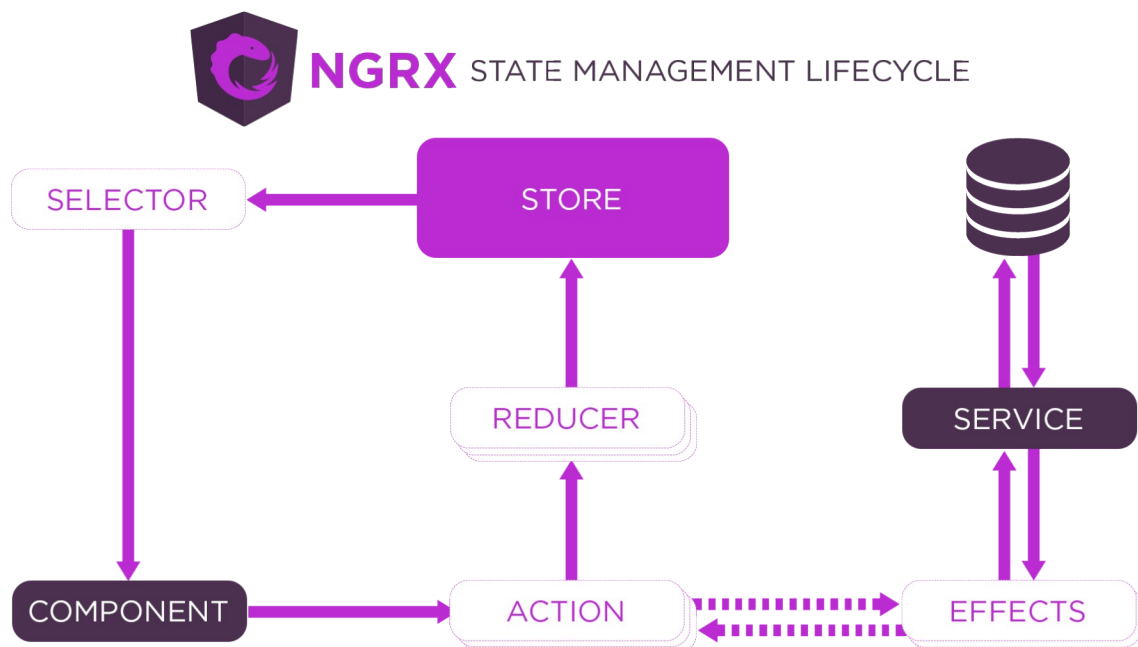 NGRX STATE MANAGEMENT LIFECYCLE
SELECTOR
STORE
REDUCER
SERVICE
COMPONENT
ACTION
EFFECTS